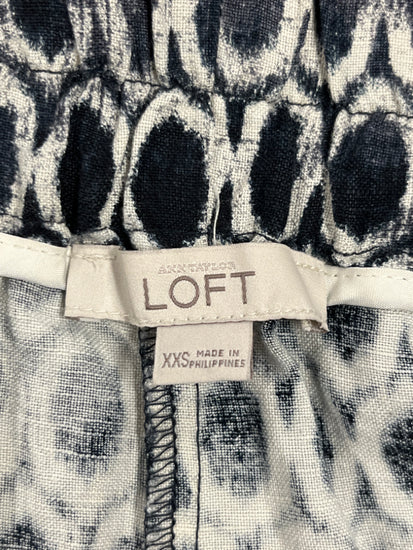 ANN TAYLOR
LOFT
XXS MADE IN
PHILIPPINES